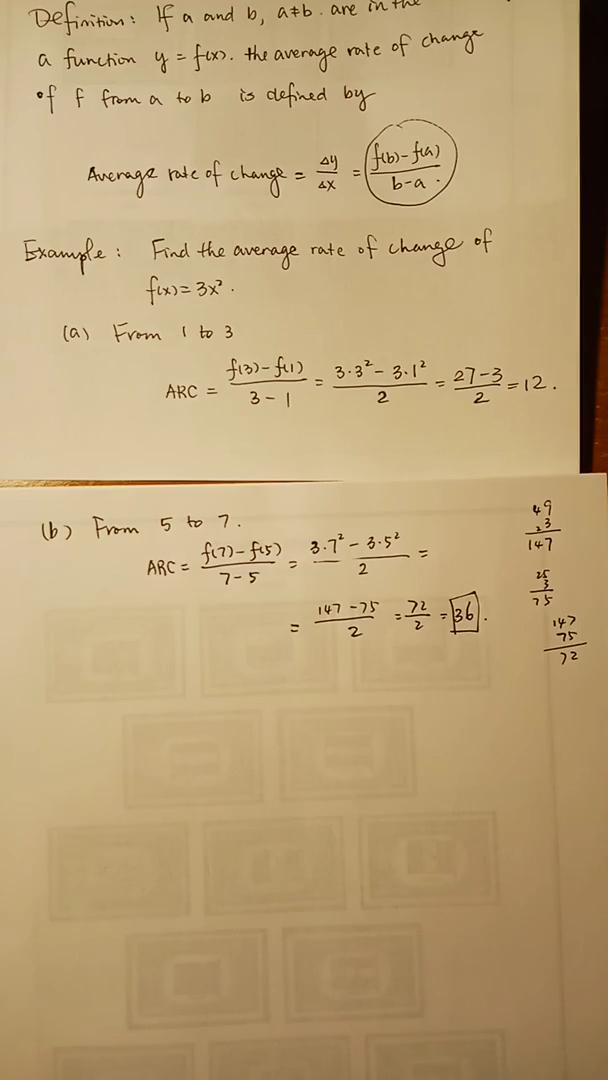 Definition: If a and b, a≠b. are in the
a function y = f(x). the average rate of change
of f from a to b is defined by
Average rate of change = Δy/Δx = (f(b)-f(a))/(b-a).
Example: Find the average rate of change of
f(x)=3x².
(a) From 1 to 3
ARC = (f(3)-f(1))/(3-1) = (3·3²-3·1²)/2 = (27-3)/2 = 12.
(b) From 5 to 7.
ARC = (f(7)-f(5))/(7-5) = (3·7²-3·5²)/2 =
= (147-75)/2 = 72/2 = 36.
49
3
147
25
3
75
147
75
72